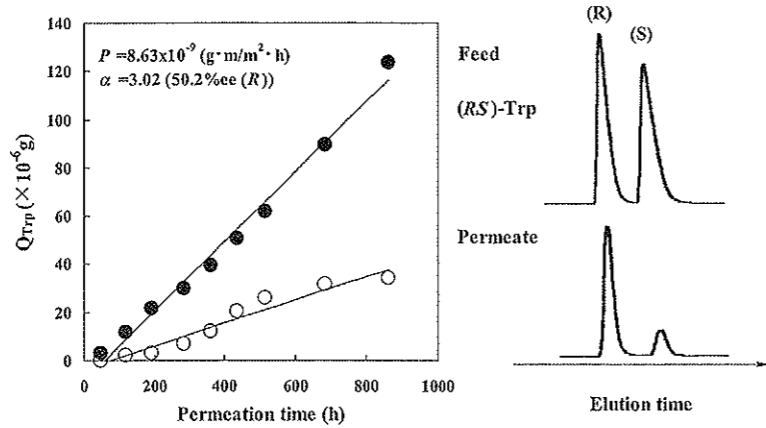 140
120
100
80
60
40
20
0
Q_Trp (×10⁻⁶g)
P =8.63x10⁻⁹ (g·m/m²·h)
α =3.02 (50.2%ee (R))
0 200 400 600 800 1000
Permeation time (h)
(R)
(S)
Feed
(RS)-Trp
Permeate
Elution time